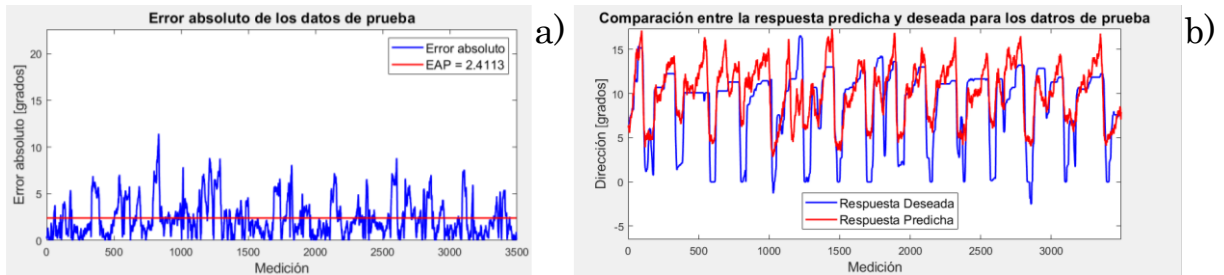 Error absoluto de los datos de prueba
Error absoluto [grados]
20
15
10
5
0
0 500 1000 1500 2000 2500 3000 3500
Medición
Error absoluto
EAP = 2.4113
a)
Comparación entre la respuesta predicha y deseada para los datros de prueba
Dirección [grados]
15
10
5
0
-5
0 500 1000 1500 2000 2500 3000
Medición
Respuesta Deseada
Respuesta Predicha
b)